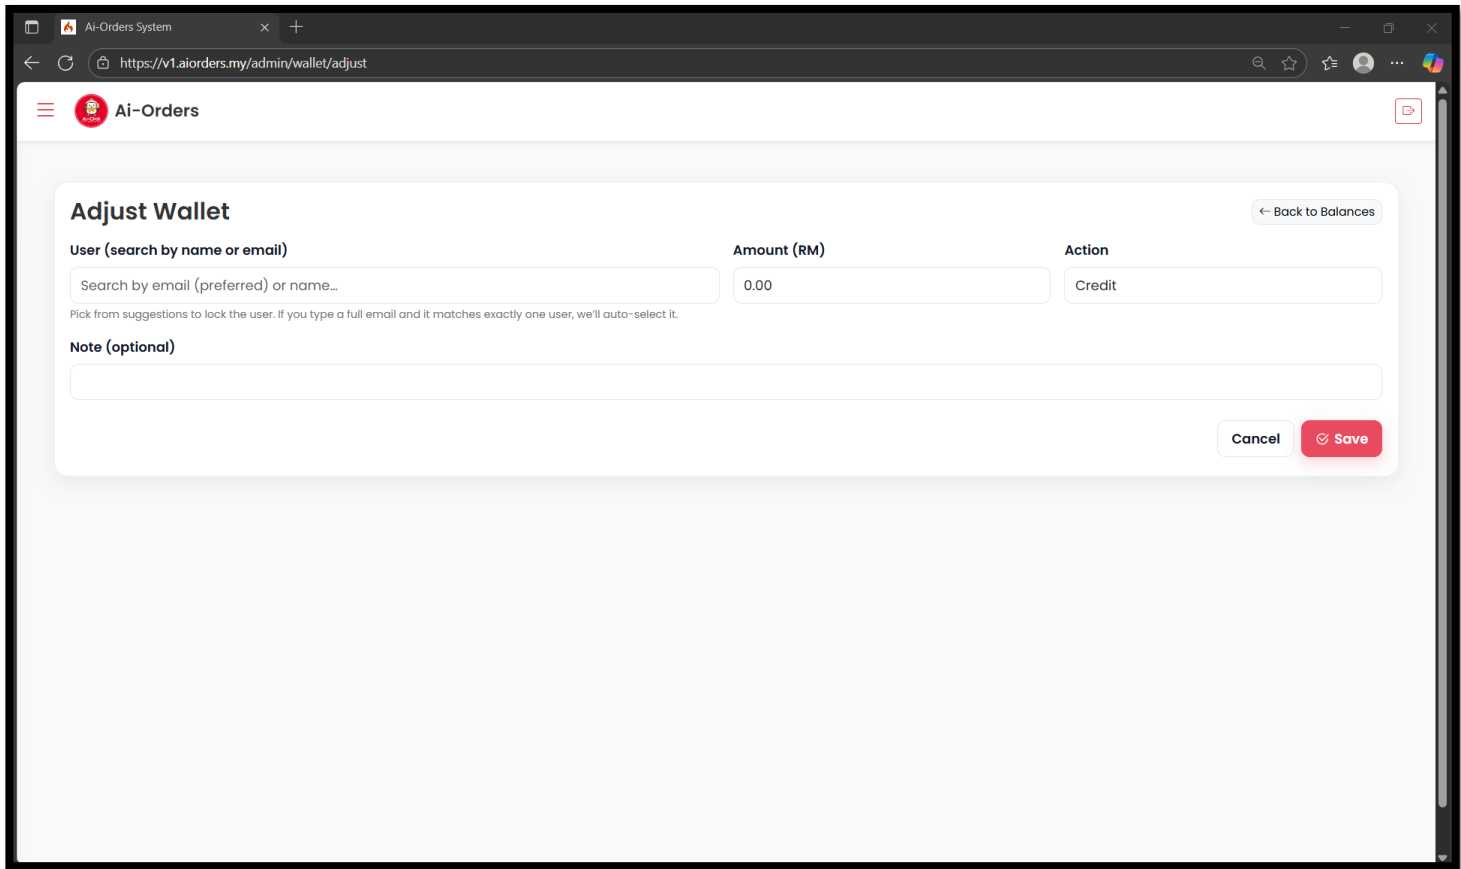 Ai-Orders System
https://v1.aiorders.my/admin/wallet/adjust
Ai-Orders
Adjust Wallet
← Back to Balances
User (search by name or email)
Amount (RM)
Action
Search by email (preferred) or name...
0.00
Credit
Pick from suggestions to lock the user. If you type a full email and it matches exactly one user, we'll auto-select it.
Note (optional)
Cancel
Save